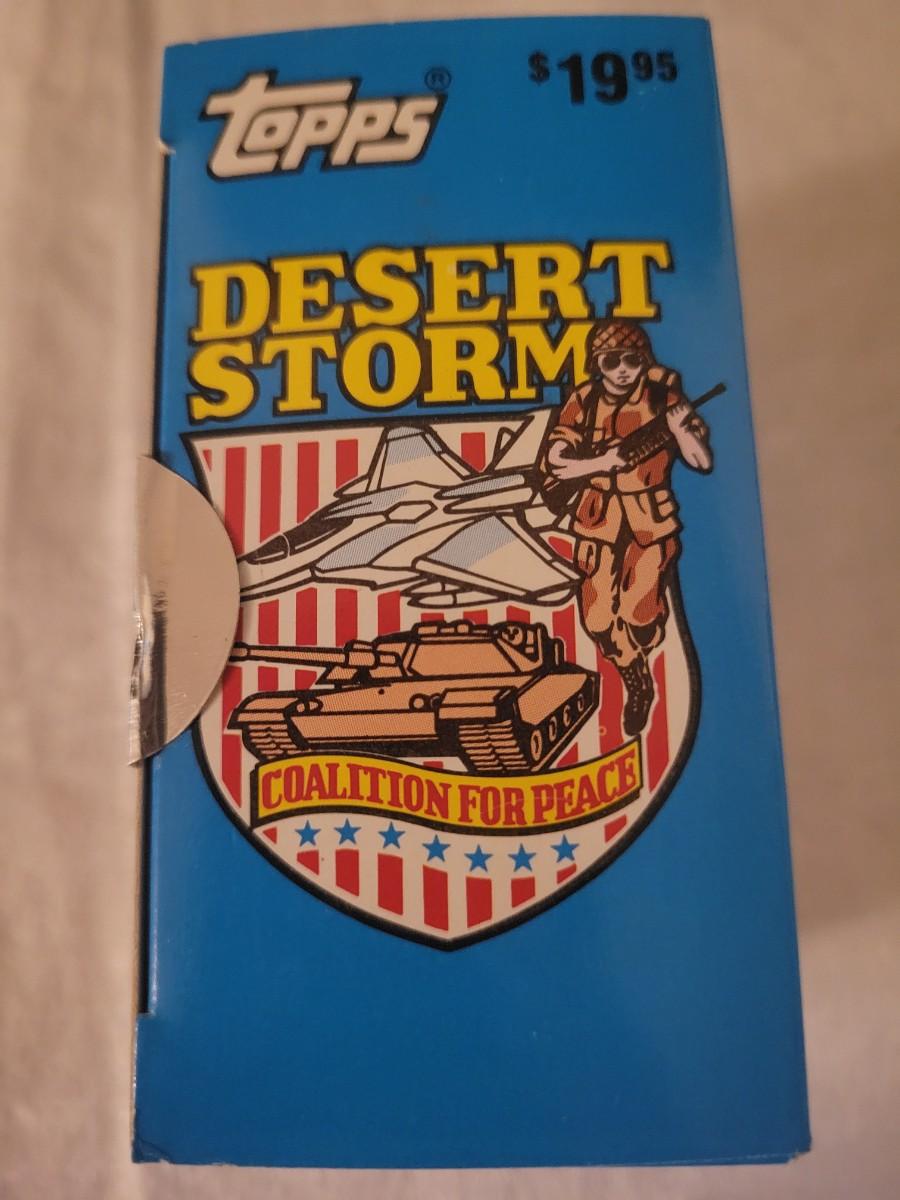 Topps®
$19.95
DESERT
STORM
COALITION FOR PEACE